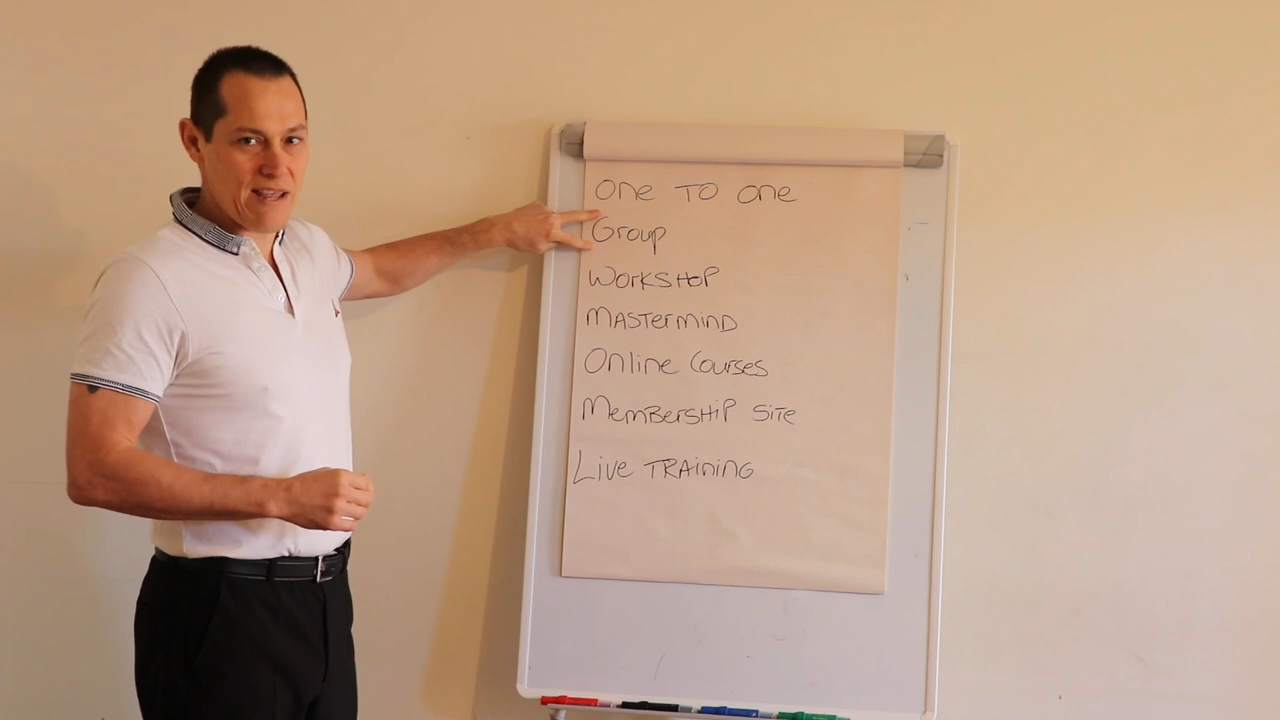 One To One
Group
Workshop
Mastermind
Online Courses
Membership Site
Live Training